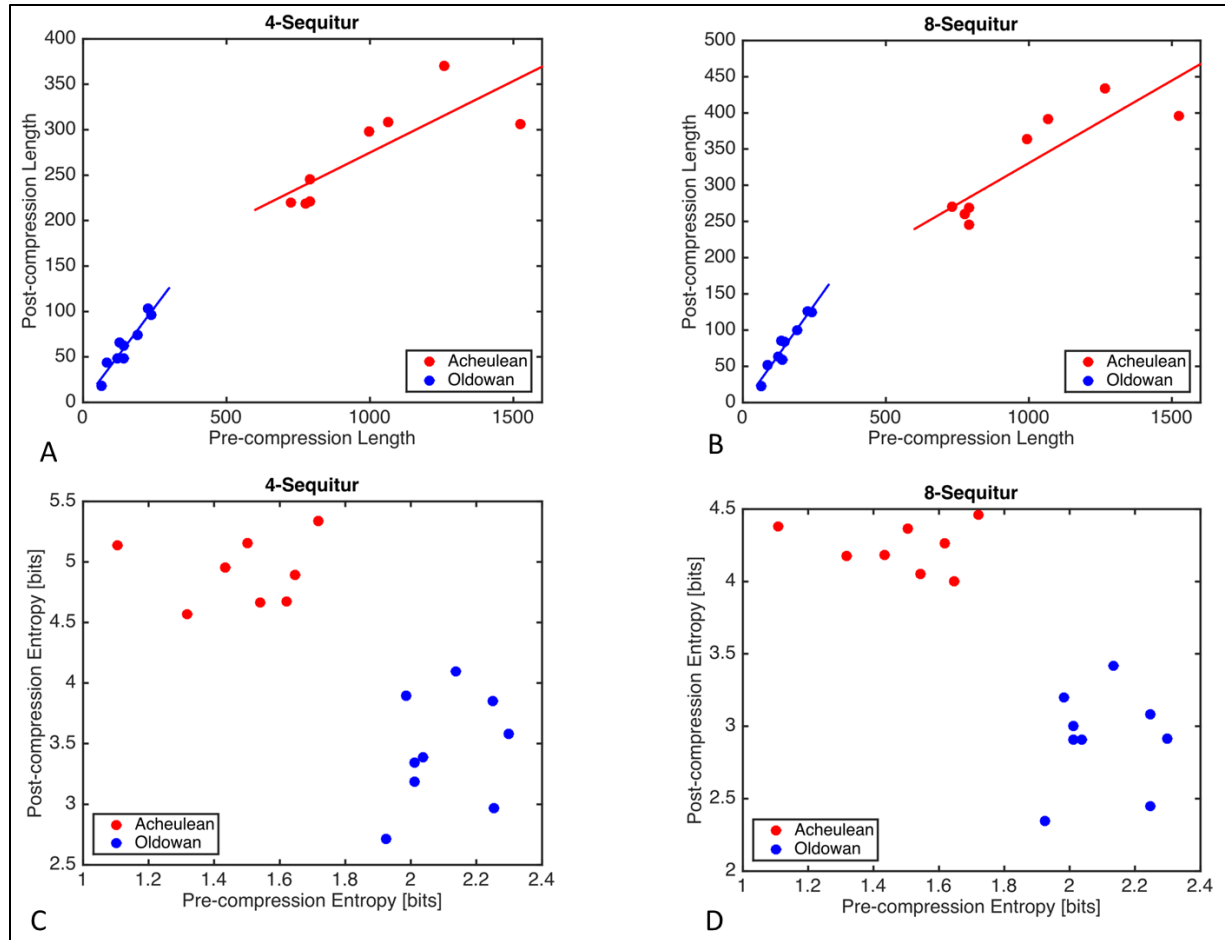 4-Sequitur
400
350
300
250
200
150
100
50
0
Post-compression Length
0 500 1000 1500
Pre-compression Length
Acheulean
Oldowan
A
8-Sequitur
500
450
400
350
300
250
200
150
100
50
0
Post-compression Length
0 500 1000 1500
Pre-compression Length
Acheulean
Oldowan
B
4-Sequitur
5.5
5
4.5
4
3.5
3
2.5
Post-compression Entropy [bits]
1 1.2 1.4 1.6 1.8 2 2.2 2.4
Pre-compression Entropy [bits]
Acheulean
Oldowan
C
8-Sequitur
4.5
4
3.5
3
2.5
2
Post-compression Entropy [bits]
1 1.2 1.4 1.6 1.8 2 2.2 2.4
Pre-compression Entropy [bits]
Acheulean
Oldowan
D